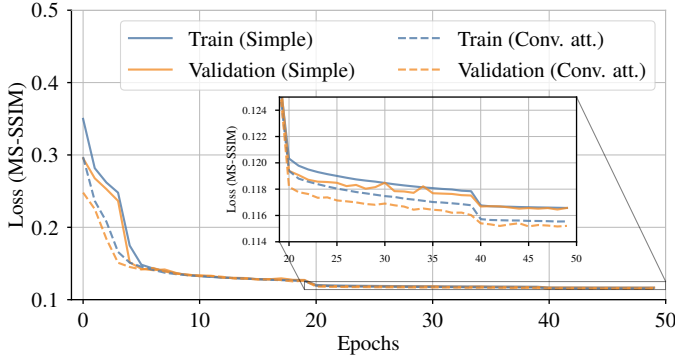 0.5
Train (Simple)
Train (Conv. att.)
Validation (Simple)
Validation (Conv. att.)
0.4
0.3
0.2
0.1
Loss (MS-SSIM)
0.124
0.122
0.120
0.118
0.116
0.114
Loss (MS-SSIM)
20 25 30 35 40 45 50
0 10 20 30 40 50
Epochs